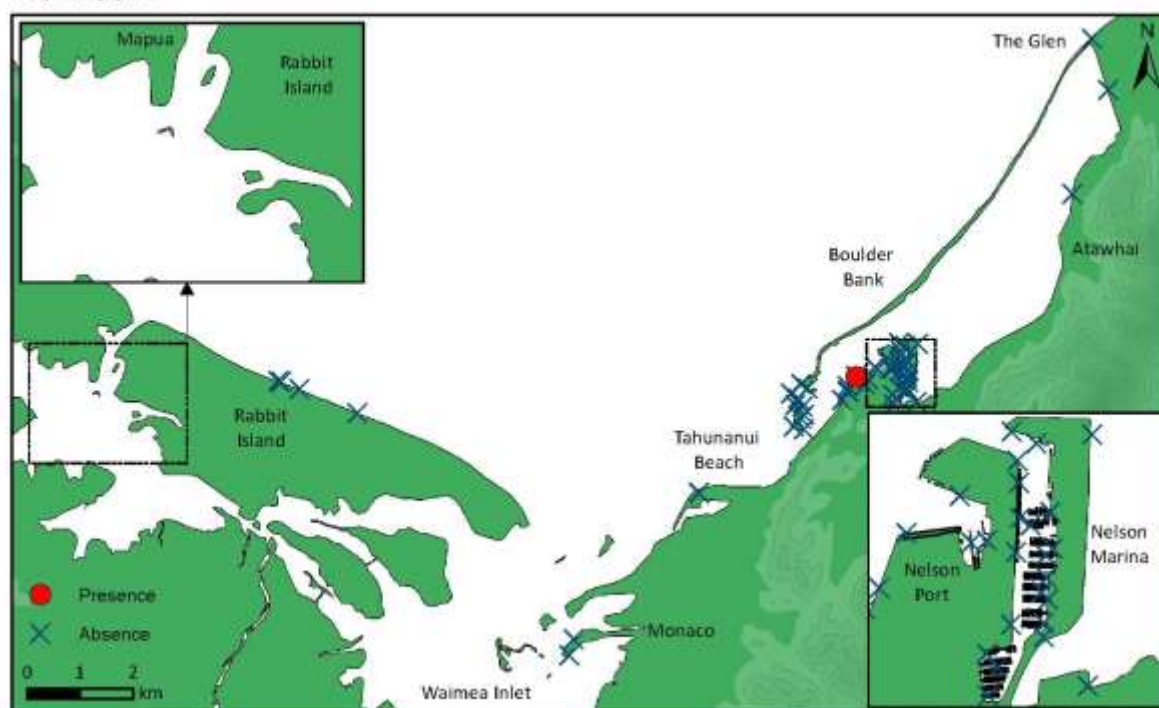 Mapua
Rabbit
Island
The Glen
N
Atawhai
Boulder
Bank
Rabbit
Island
Tahunanui
Beach
Nelson
Marina
Nelson
Port
Presence
Absence
Monaco
0 1 2
km
Waimea Inlet